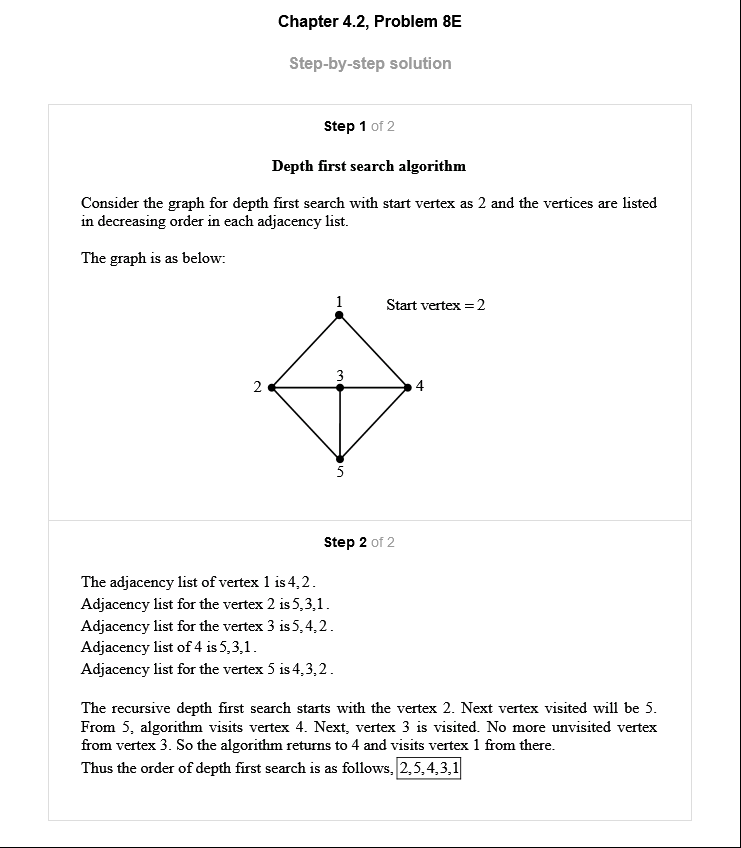 Chapter 4.2, Problem 8E
Step-by-step solution
Step 1 of 2
Depth first search algorithm
Consider the graph for depth first search with start vertex as 2 and the vertices are listed
in decreasing order in each adjacency list.
The graph is as below:
1
Start vertex = 2
3
2
4
5
Step 2 of 2
The adjacency list of vertex 1 is 4,2.
Adjacency list for the vertex 2 is 5,3,1.
Adjacency list for the vertex 3 is 5,4,2.
Adjacency list of 4 is 5,3,1.
Adjacency list for the vertex 5 is 4,3,2.
The recursive depth first search starts with the vertex 2. Next vertex visited will be 5.
From 5, algorithm visits vertex 4. Next, vertex 3 is visited. No more unvisited vertex
from vertex 3. So the algorithm returns to 4 and visits vertex 1 from there.
Thus the order of depth first search is as follows, 2,5,4,3,1